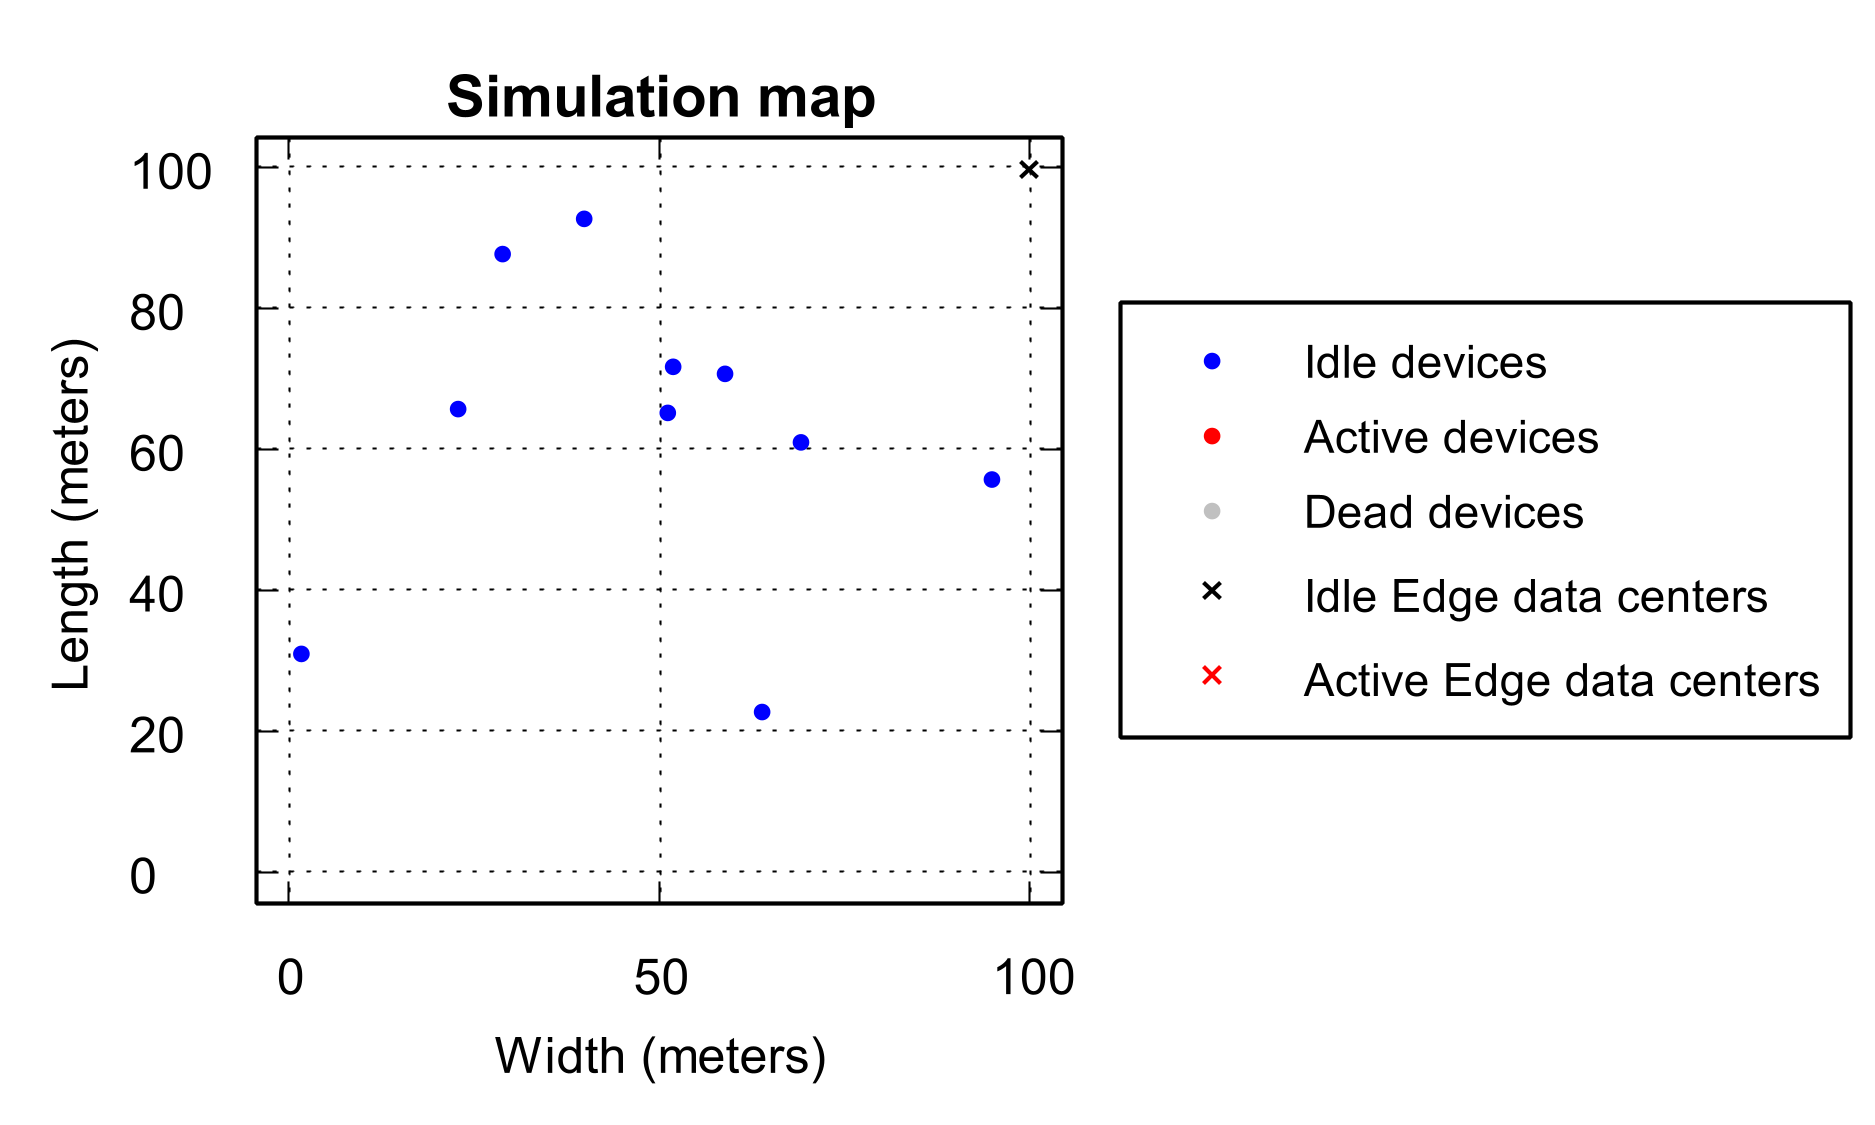 Simulation map
100
80
60
40
20
0
Length (meters)
0 50 100
Width (meters)
Idle devices
Active devices
Dead devices
Idle Edge data centers
Active Edge data centers